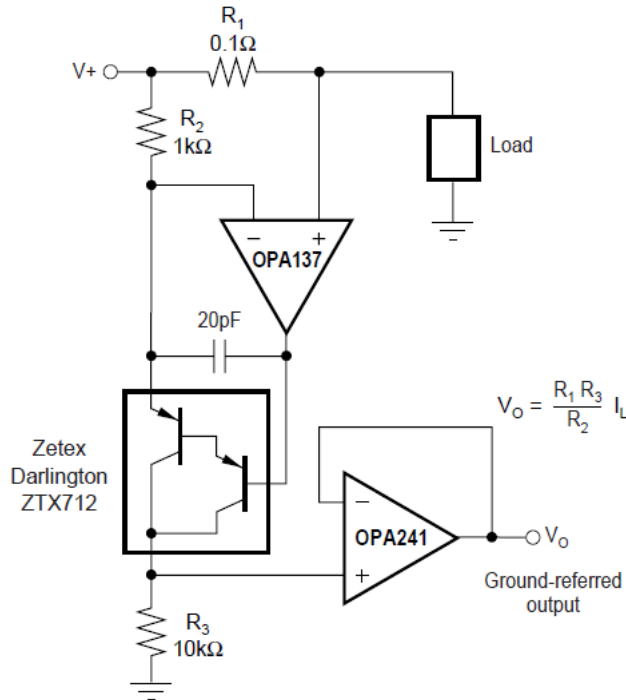 R1
0.1Ω
V+
R2
1kΩ
Load
− +
OPA137
20pF
VO = R1 R3 / R2 IL
Zetex
Darlington
ZTX712
−
OPA241
VO
+
Ground-referred
output
R3
10kΩ